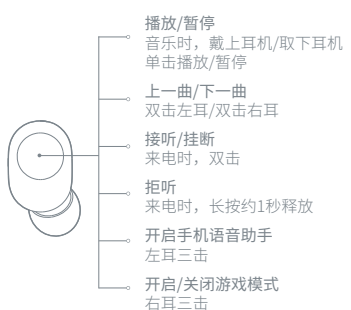 播放/暂停
音乐时，戴上耳机/取下耳机
单击播放/暂停
上一曲/下一曲
双击左耳/双击右耳
接听/挂断
来电时，双击
拒听
来电时，长按约1秒释放
开启手机语音助手
左耳三击
开启/关闭游戏模式
右耳三击